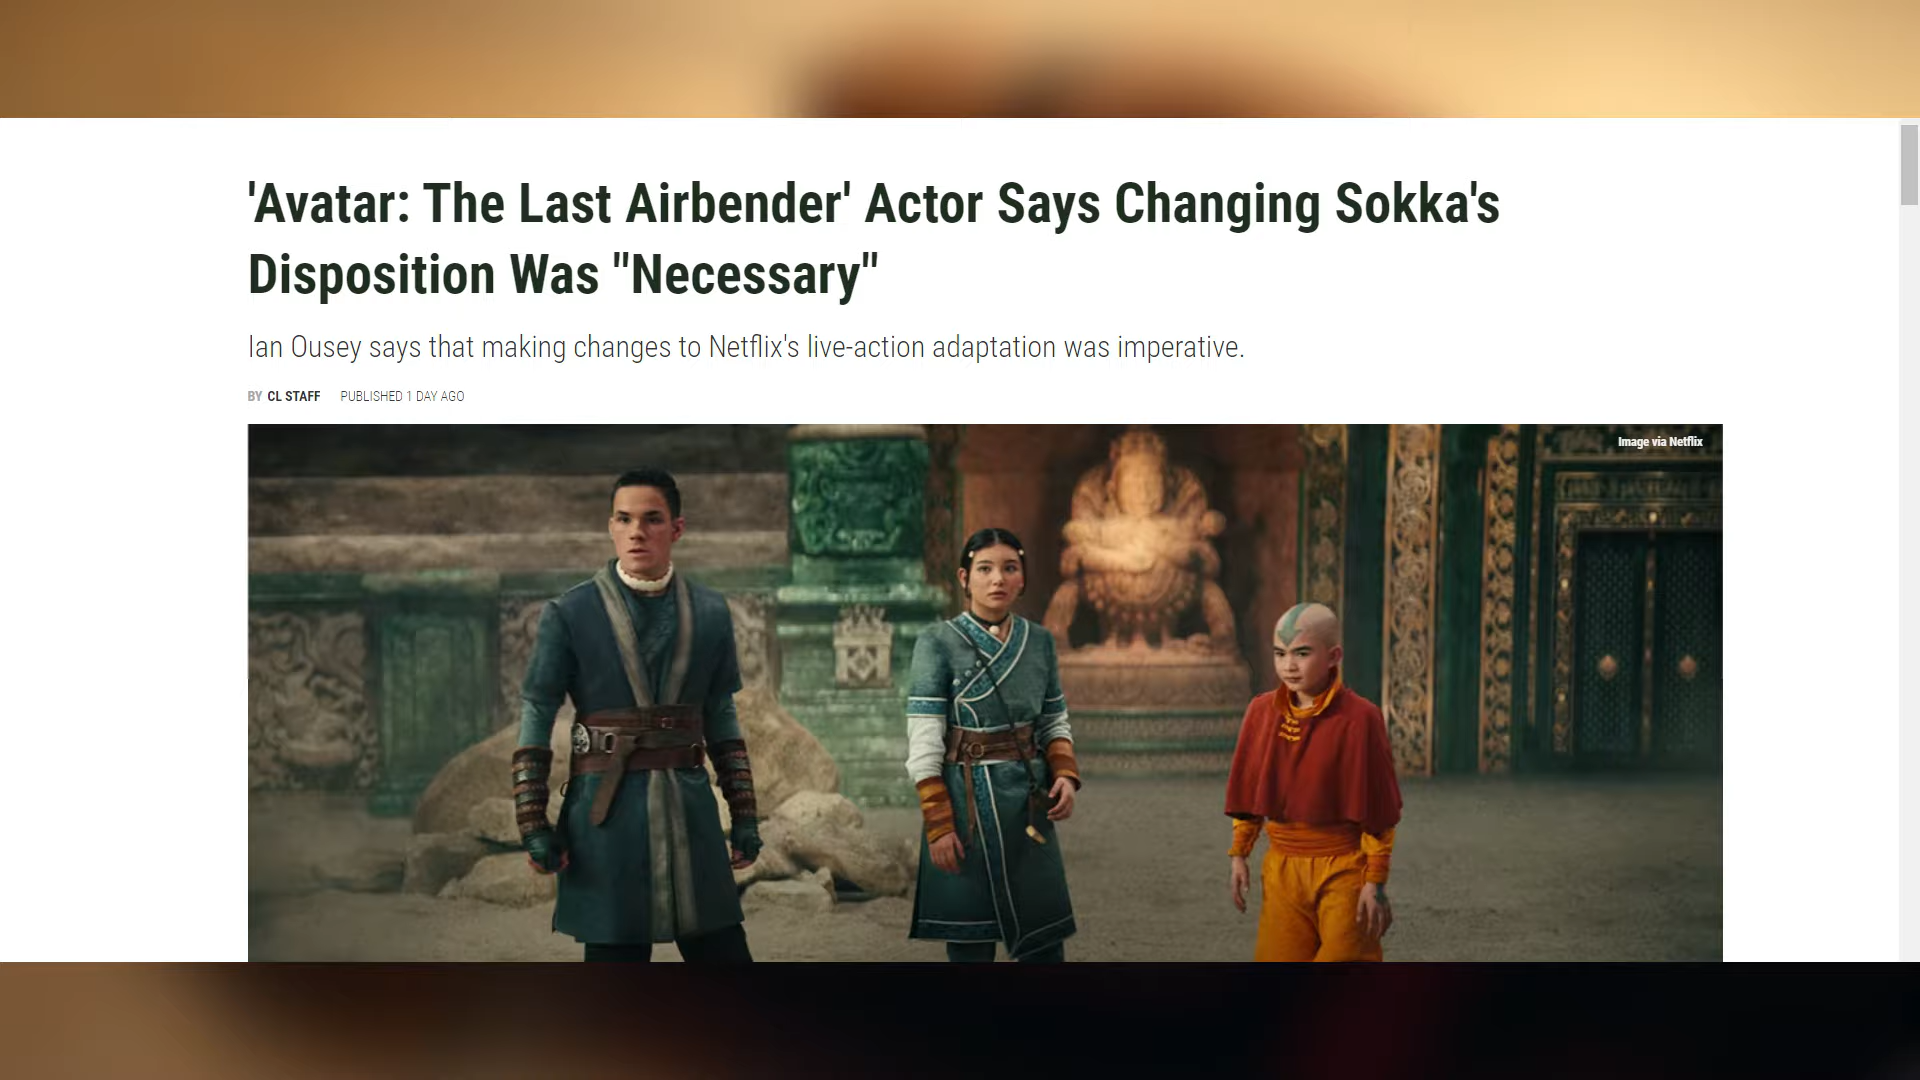 'Avatar: The Last Airbender' Actor Says Changing Sokka's
Disposition Was "Necessary"
Ian Ousey says that making changes to Netflix's live-action adaptation was imperative.
BY CL STAFF PUBLISHED 1 DAY AGO
Image via Netflix